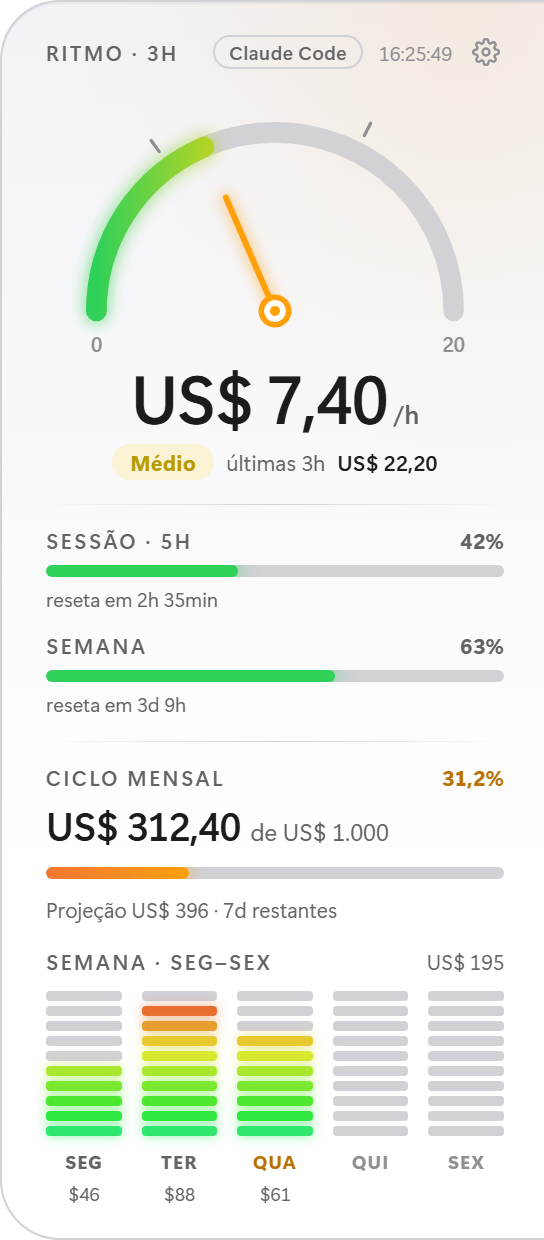 RITMO · 3H Claude Code 16:25:49
0 20
US$ 7,40 /h
Médio últimas 3h US$ 22,20
SESSÃO · 5H 42%
reseta em 2h 35min
SEMANA 63%
reseta em 3d 9h
CICLO MENSAL 31,2%
US$ 312,40 de US$ 1.000
Projeção US$ 396 · 7d restantes
SEMANA · SEG–SEX US$ 195
SEG TER QUA QUI SEX
$46 $88 $61